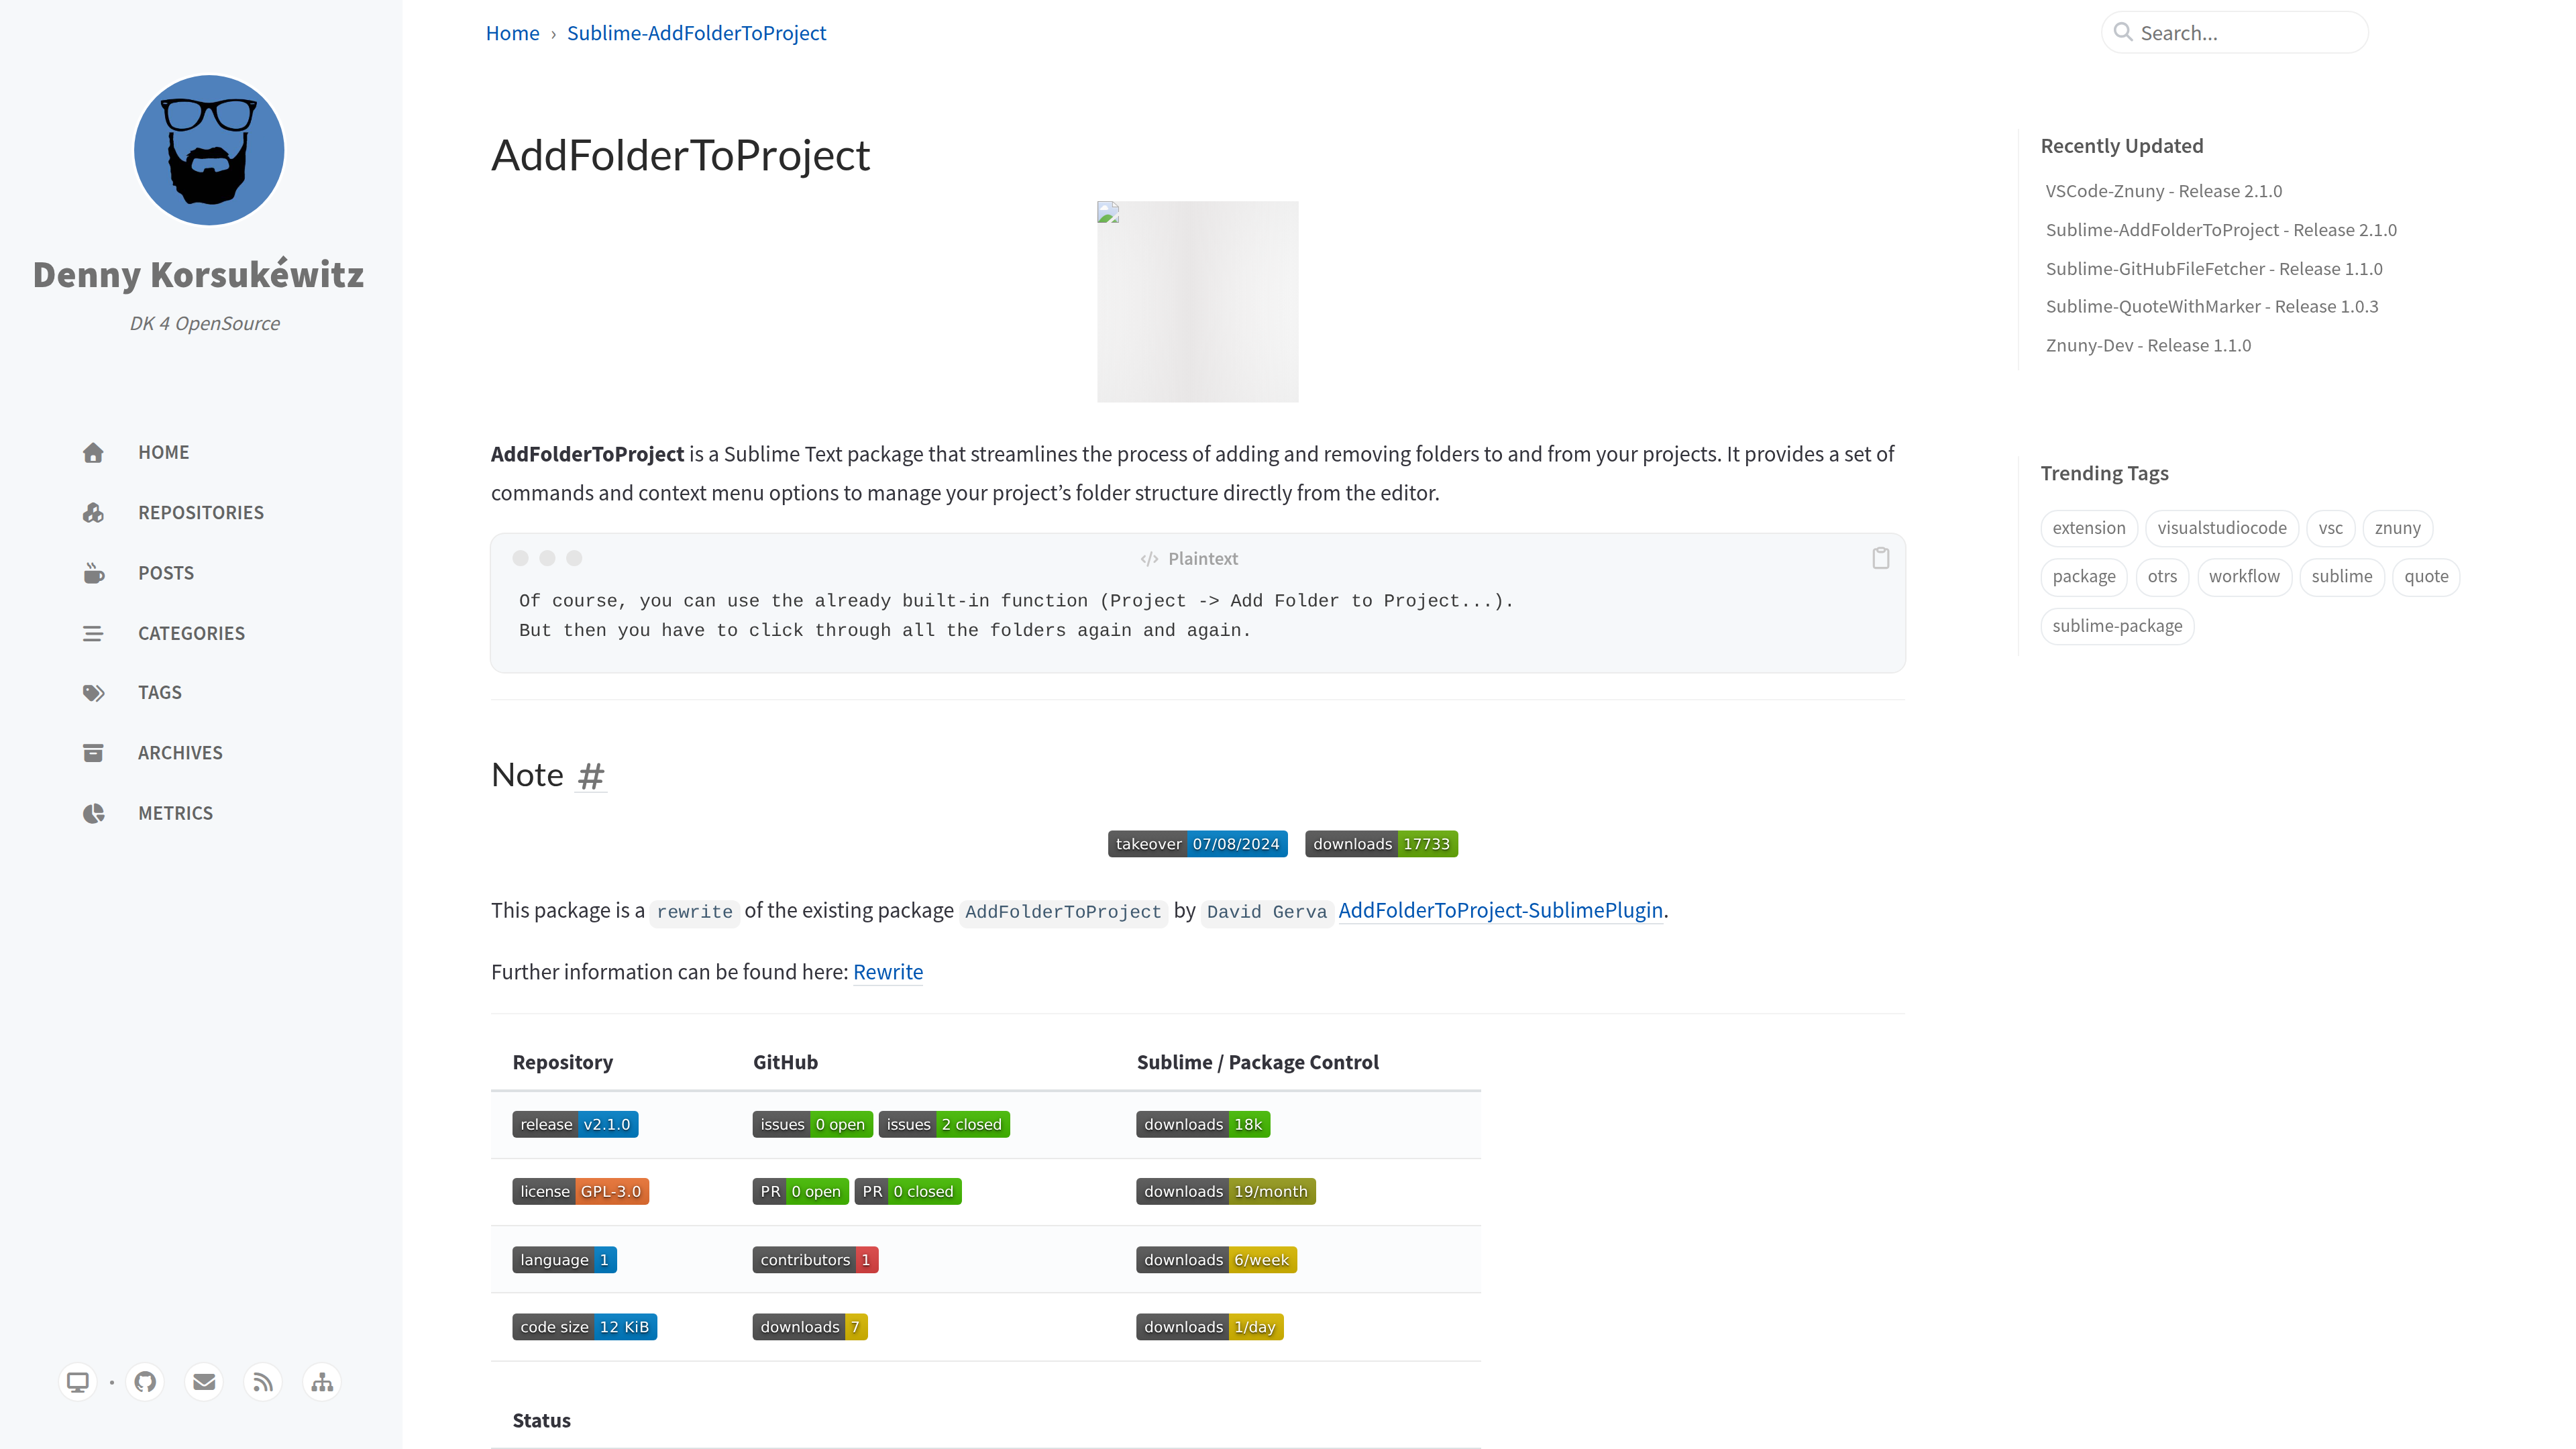 Denny Korsukéwitz
DK 4 OpenSource
HOME
REPOSITORIES
POSTS
CATEGORIES
TAGS
ARCHIVES
METRICS
Home › Sublime-AddFolderToProject
Search...
AddFolderToProject
AddFolderToProject is a Sublime Text package that streamlines the process of adding and removing folders to and from your projects. It provides a set of
commands and context menu options to manage your project’s folder structure directly from the editor.
Plaintext
Of course, you can use the already built-in function (Project -> Add Folder to Project...).
But then you have to click through all the folders again and again.
Note #
takeover 07/08/2024 downloads 17733
This package is a rewrite of the existing package AddFolderToProject by David Gerva AddFolderToProject-SublimePlugin.
Further information can be found here: Rewrite
Repository GitHub Sublime / Package Control
release v2.1.0 issues 0 open issues 2 closed downloads 18k
license GPL-3.0 PR 0 open PR 0 closed downloads 19/month
language 1 contributors 1 downloads 6/week
code size 12 KiB downloads 7 downloads 1/day
Status
Recently Updated
VSCode-Znuny - Release 2.1.0
Sublime-AddFolderToProject - Release 2.1.0
Sublime-GitHubFileFetcher - Release 1.1.0
Sublime-QuoteWithMarker - Release 1.0.3
Znuny-Dev - Release 1.1.0
Trending Tags
extension visualstudiocode vsc znuny
package otrs workflow sublime quote
sublime-package